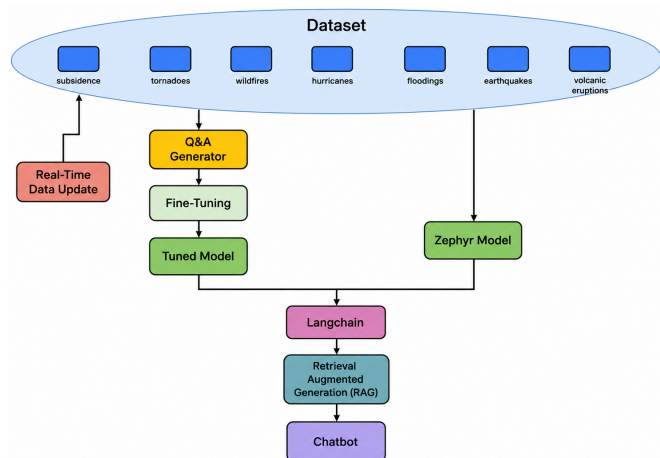 Dataset
subsidence
tornadoes
wildfires
hurricanes
floodings
earthquakes
volcanic
eruptions
Q&A
Generator
Real-Time
Data Update
Fine-Tuning
Tuned Model
Zephyr Model
Langchain
Retrieval
Augmented
Generation (RAG)
Chatbot